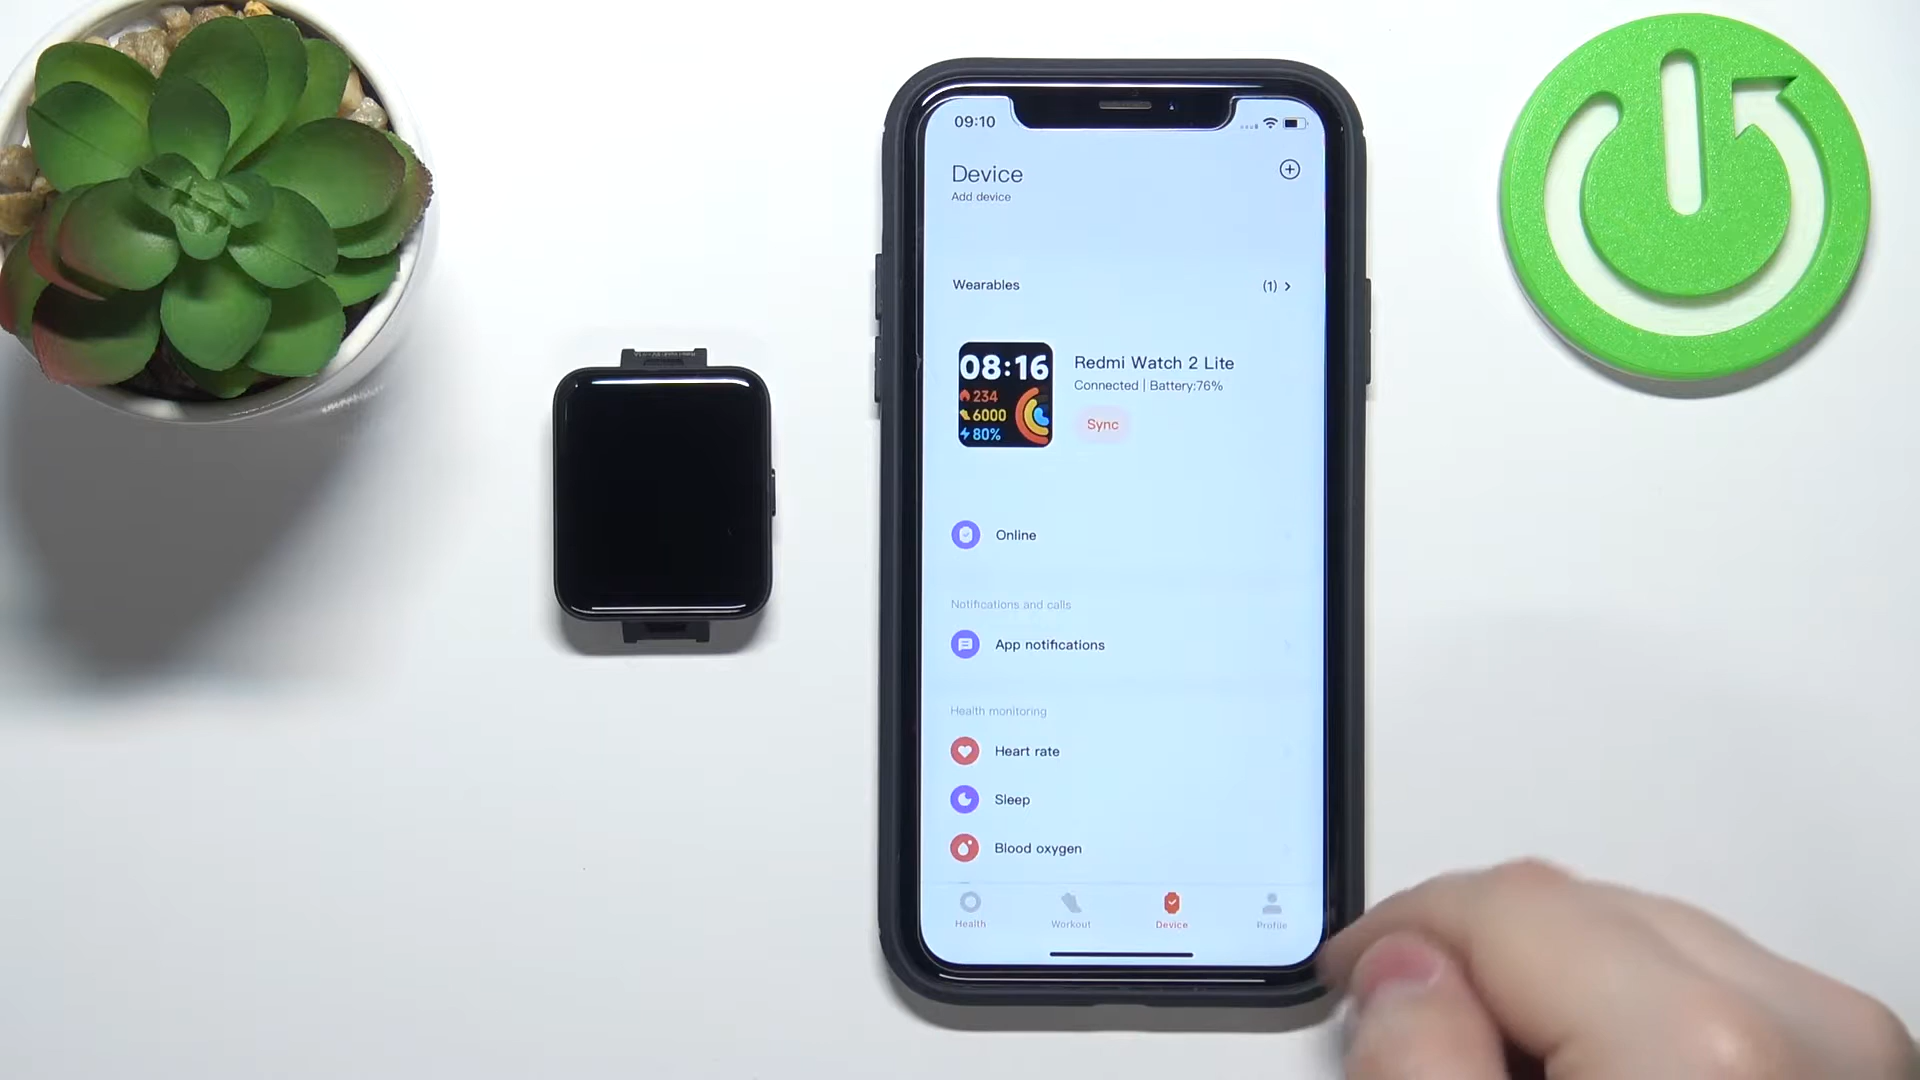 09:10
Device
Add device
Wearables
(1) >
08:16
234
6000
80%
Redmi Watch 2 Lite
Connected | Battery:76%
Sync
Online
Notifications and calls
App notifications
Health monitoring
Heart rate
Sleep
Blood oxygen
Health
Workout
Device
Profile